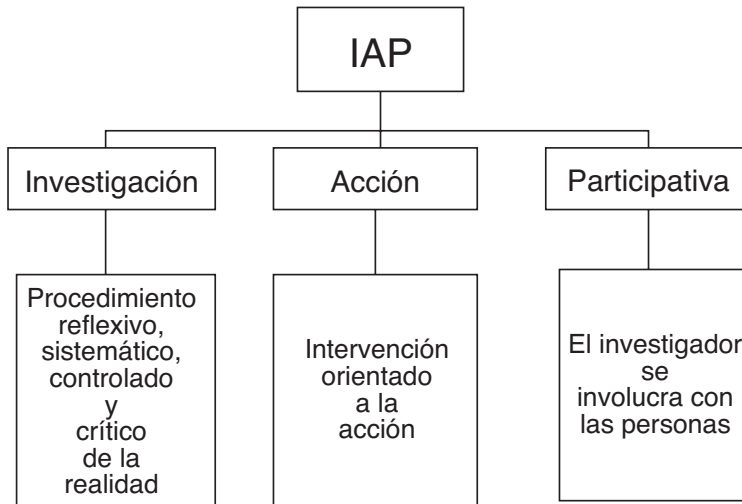 IAP
Investigación
Acción
Participativa
Procedimiento
reflexivo,
sistemático,
controlado
y
crítico
de la
realidad
Intervención
orientado
a la
acción
El investigador
se
involucra con
las personas